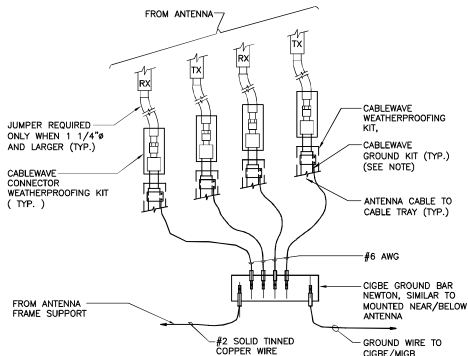 FROM ANTENNA
RX
TX
RX
TX
JUMPER REQUIRED
ONLY WHEN 1 1/4"ø
AND LARGER (TYP.)
CABLEWAVE
CONNECTOR
WEATHERPROOFING KIT
( TYP. )
CABLEWAVE
WEATHERPROOFING
KIT,
CABLEWAVE
GROUND KIT (TYP.)
(SEE NOTE)
ANTENNA CABLE TO
CABLE TRAY (TYP.)
#6 AWG
CIGBE GROUND BAR
NEWTON, SIMILAR TO
MOUNTED NEAR/BELOW
ANTENNA
FROM ANTENNA
FRAME SUPPORT
#2 SOLID TINNED
COPPER WIRE
GROUND WIRE TO
CIGBE/MIGB